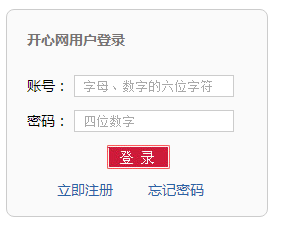 开心网用户登录
账号： 字母、数字的六位字符
密码： 四位数字
登 录
立即注册 忘记密码